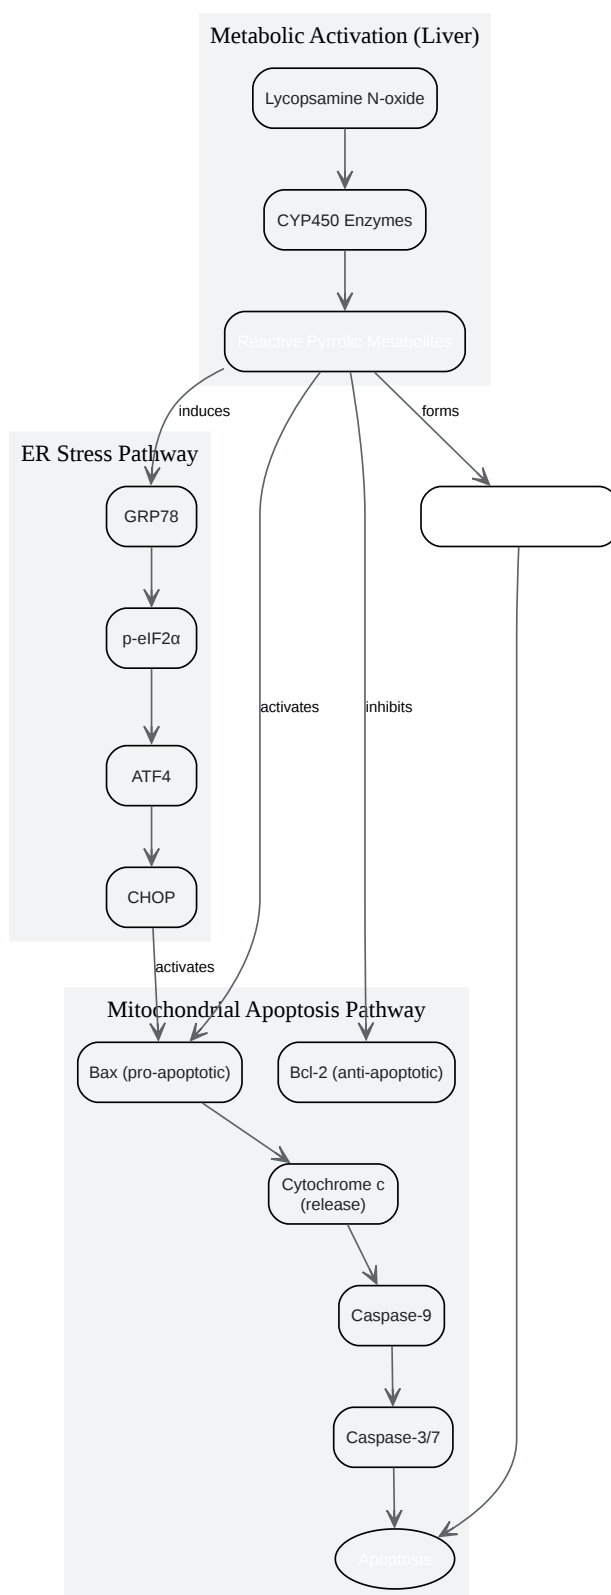 Metabolic Activation (Liver)
Lycopsamine N-oxide
CYP450 Enzymes
Reactive Pyrrolic Metabolites
induces
forms
ER Stress Pathway
GRP78
p-eIF2α
activates
inhibits
ATF4
CHOP
activates
Mitochondrial Apoptosis Pathway
Bax (pro-apoptotic)
Bcl-2 (anti-apoptotic)
Cytochrome c
(release)
Caspase-9
Caspase-3/7
Apoptosis